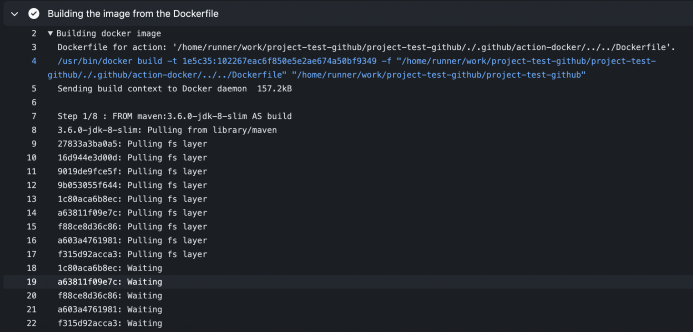 Building the image from the Dockerfile
2 ▼ Building docker image
3 Dockerfile for action: '/home/runner/work/project-test-github/project-test-github/./.github/action-docker/../../Dockerfile'.
4 /usr/bin/docker build -t 1e5c35:102267eac6f850e5e2ae674a50bf9349 -f "/home/runner/work/project-test-github/project-test-
github/./.github/action-docker/../../Dockerfile" "/home/runner/work/project-test-github/project-test-github"
5 Sending build context to Docker daemon 157.2kB
6
7 Step 1/8 : FROM maven:3.6.0-jdk-8-slim AS build
8 3.6.0-jdk-8-slim: Pulling from library/maven
9 27833a3ba0a5: Pulling fs layer
10 16d944e3d00d: Pulling fs layer
11 9019de9fce5f: Pulling fs layer
12 9b053055f644: Pulling fs layer
13 1c80aca6b8ec: Pulling fs layer
14 a63811f09e7c: Pulling fs layer
15 f88ce8d36c86: Pulling fs layer
16 a603a4761981: Pulling fs layer
17 f315d92acca3: Pulling fs layer
18 1c80aca6b8ec: Waiting
19 a63811f09e7c: Waiting
20 f88ce8d36c86: Waiting
21 a603a4761981: Waiting
22 f315d92acca3: Waiting